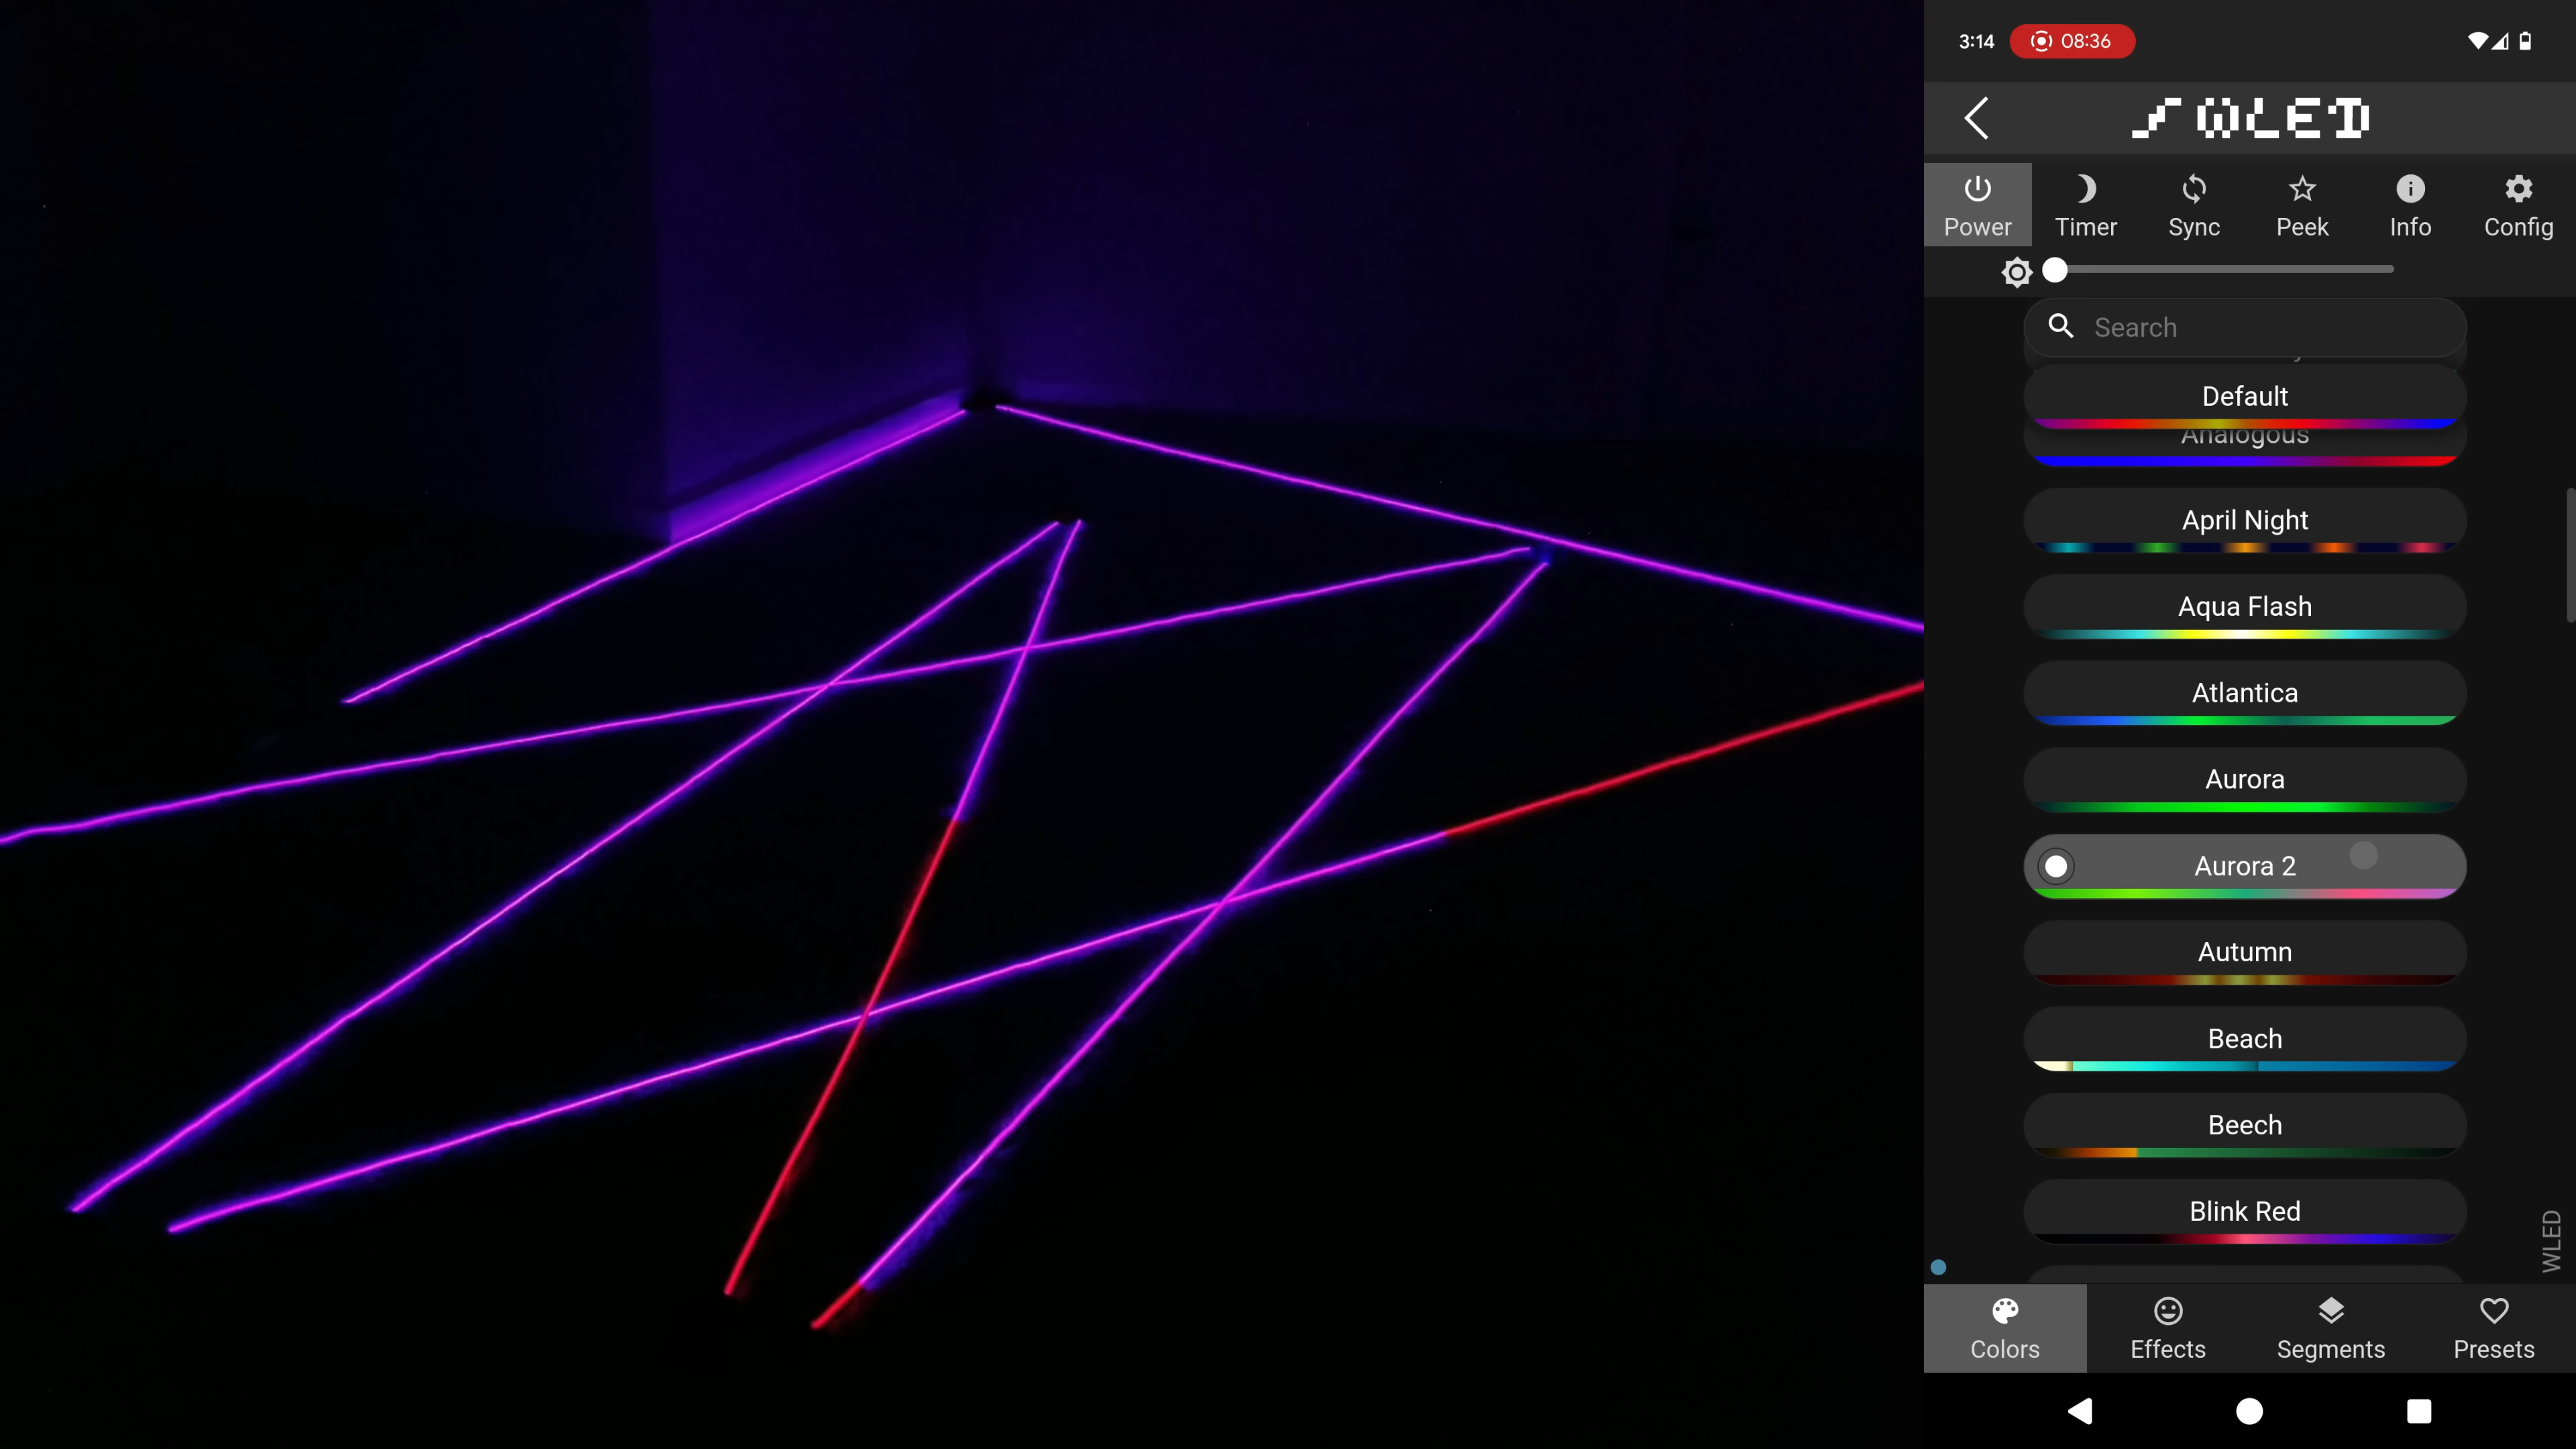 3:14 08:36
WLED
Power Timer Sync Peek Info Config
Search
Default
Analogous
April Night
Aqua Flash
Atlantica
Aurora
Aurora 2
Autumn
Beach
Beech
Blink Red
WLED
Colors Effects Segments Presets